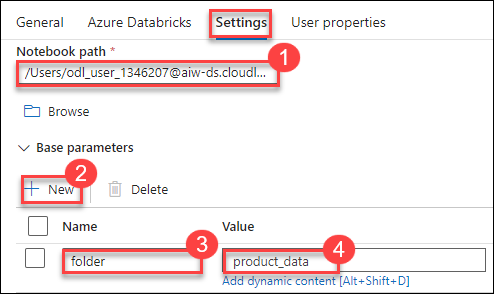 General Azure Databricks Settings User properties
Notebook path *
1
/Users/odl_user_1346207@aiw-ds.cloudl...
Browse
Base parameters
2
New Delete
Name Value
3 4
folder product_data
Add dynamic content [Alt+Shift+D]